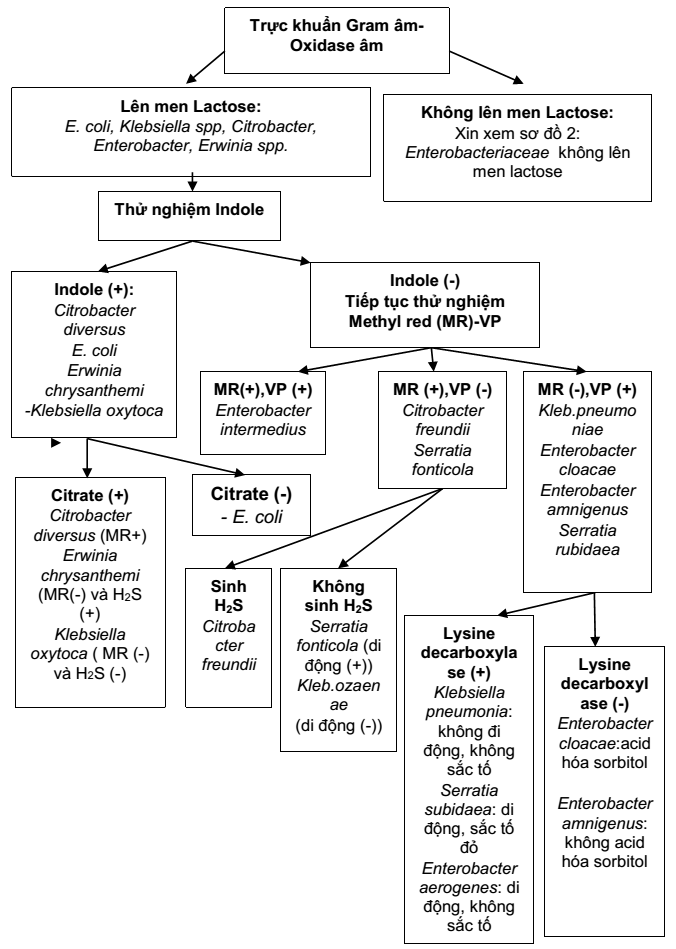 Trực khuẩn Gram âm-
Oxidase âm
Lên men Lactose:
E. coli, Klebsiella spp, Citrobacter,
Enterobacter, Erwinia spp.
Không lên men Lactose:
Xin xem sơ đồ 2:
Enterobacteriaceae không lên
men lactose
Thử nghiệm Indole
Indole (+):
Citrobacter
diversus
E. coli
Erwinia
chrysanthemi
-Klebsiella oxytoca
Indole (-)
Tiếp tục thử nghiệm
Methyl red (MR)-VP
MR(+),VP (+)
Enterobacter
intermedius
MR (+),VP (-)
Citrobacter
freundii
Serratia
fonticola
MR (-),VP (+)
Kleb.pneumo
niae
Enterobacter
cloacae
Enterobacter
amnigenus
Serratia
rubidaea
Citrate (+)
Citrobacter
diversus (MR+)
Erwinia
chrysanthemi
(MR(-) và H₂S
(+)
Klebsiella
oxytoca ( MR (-)
và H₂S (-)
Citrate (-)
- E. coli
Sinh
H₂S
Citroba
cter
freundii
Không
sinh H₂S
Serratia
fonticola (di
động (+))
Kleb.ozaen
ae
(di động (-))
Lysine
decarboxyla
se (+)
Klebsiella
pneumonia:
không đi
động, không
sắc tố
Serratia
subidaea: di
động, sắc tố
đỏ
Enterobacter
aerogenes: di
động, không
sắc tố
Lysine
decarboxyl
ase (-)
Enterobacter
cloacae:acid
hóa sorbitol
Enterobacter
amnigenus:
không acid
hóa sorbitol